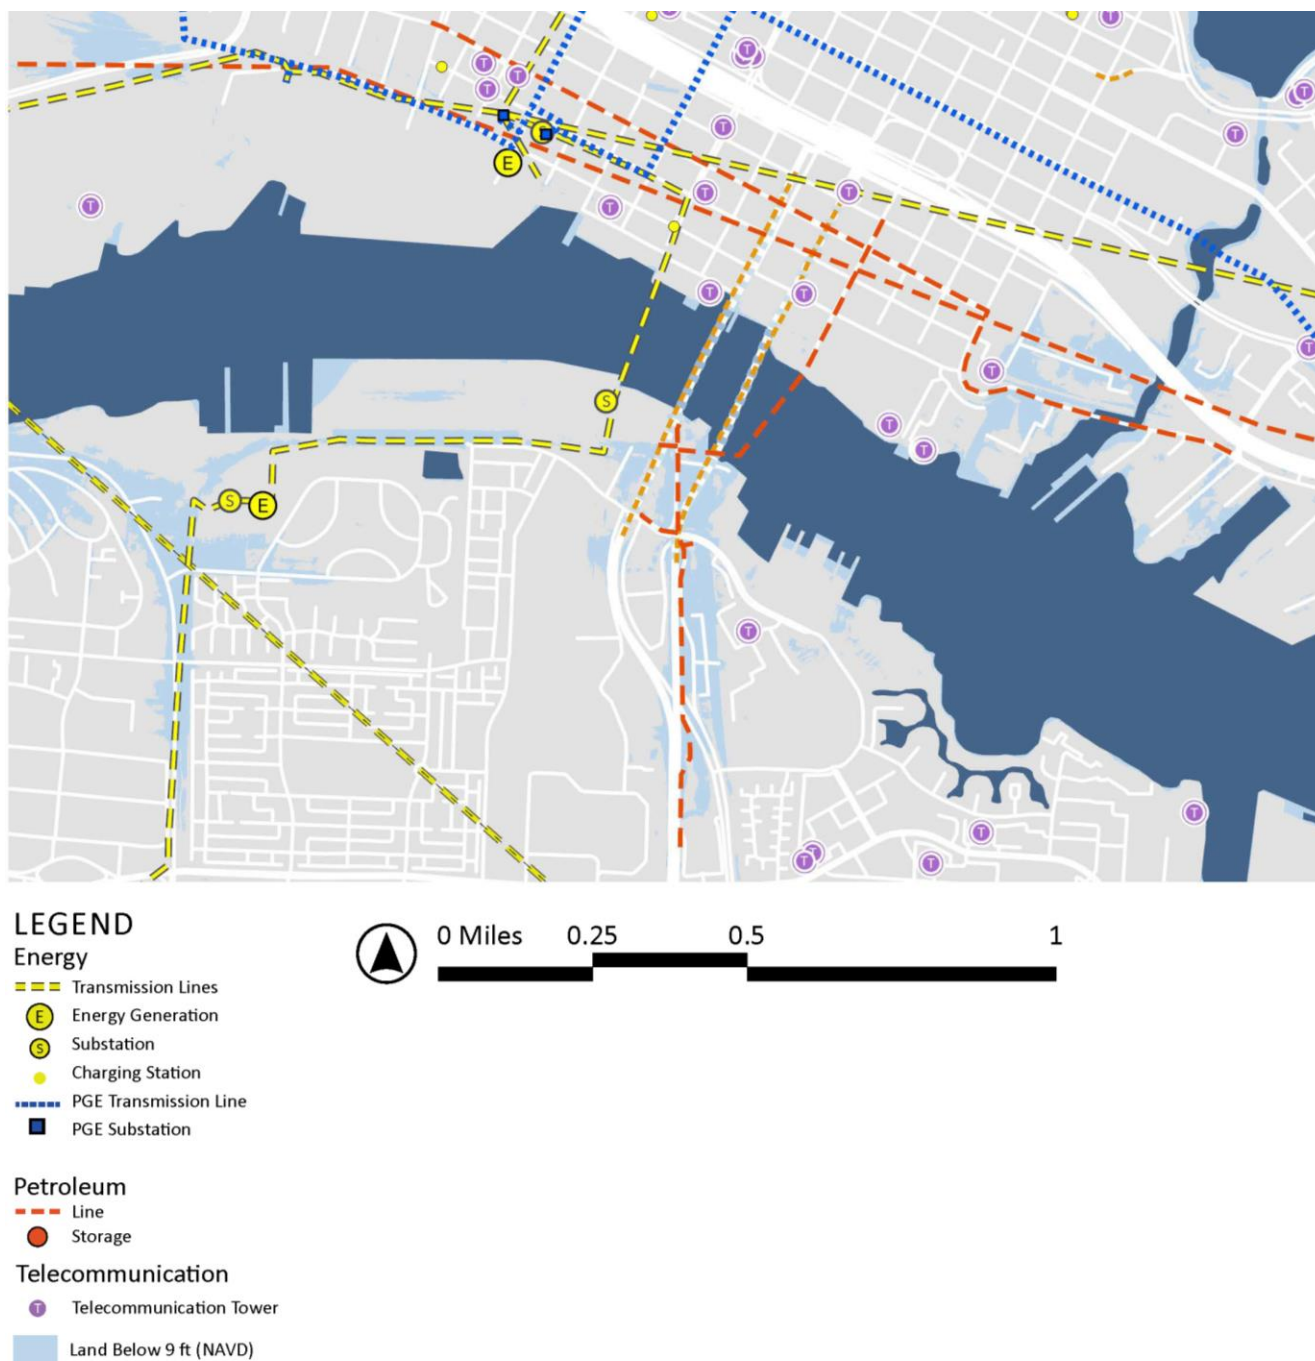 T
T
T
T
T
T
T
T
E
E
T
T
T
T
T
T
T
T
T
T
S
T
T
S
E
T
T
T
T
T
T
LEGEND
0 Miles 0.25 0.5 1
Energy
Transmission Lines
E Energy Generation
S Substation
Charging Station
PGE Transmission Line
PGE Substation
Petroleum
Line
Storage
Telecommunication
T Telecommunication Tower
Land Below 9 ft (NAVD)